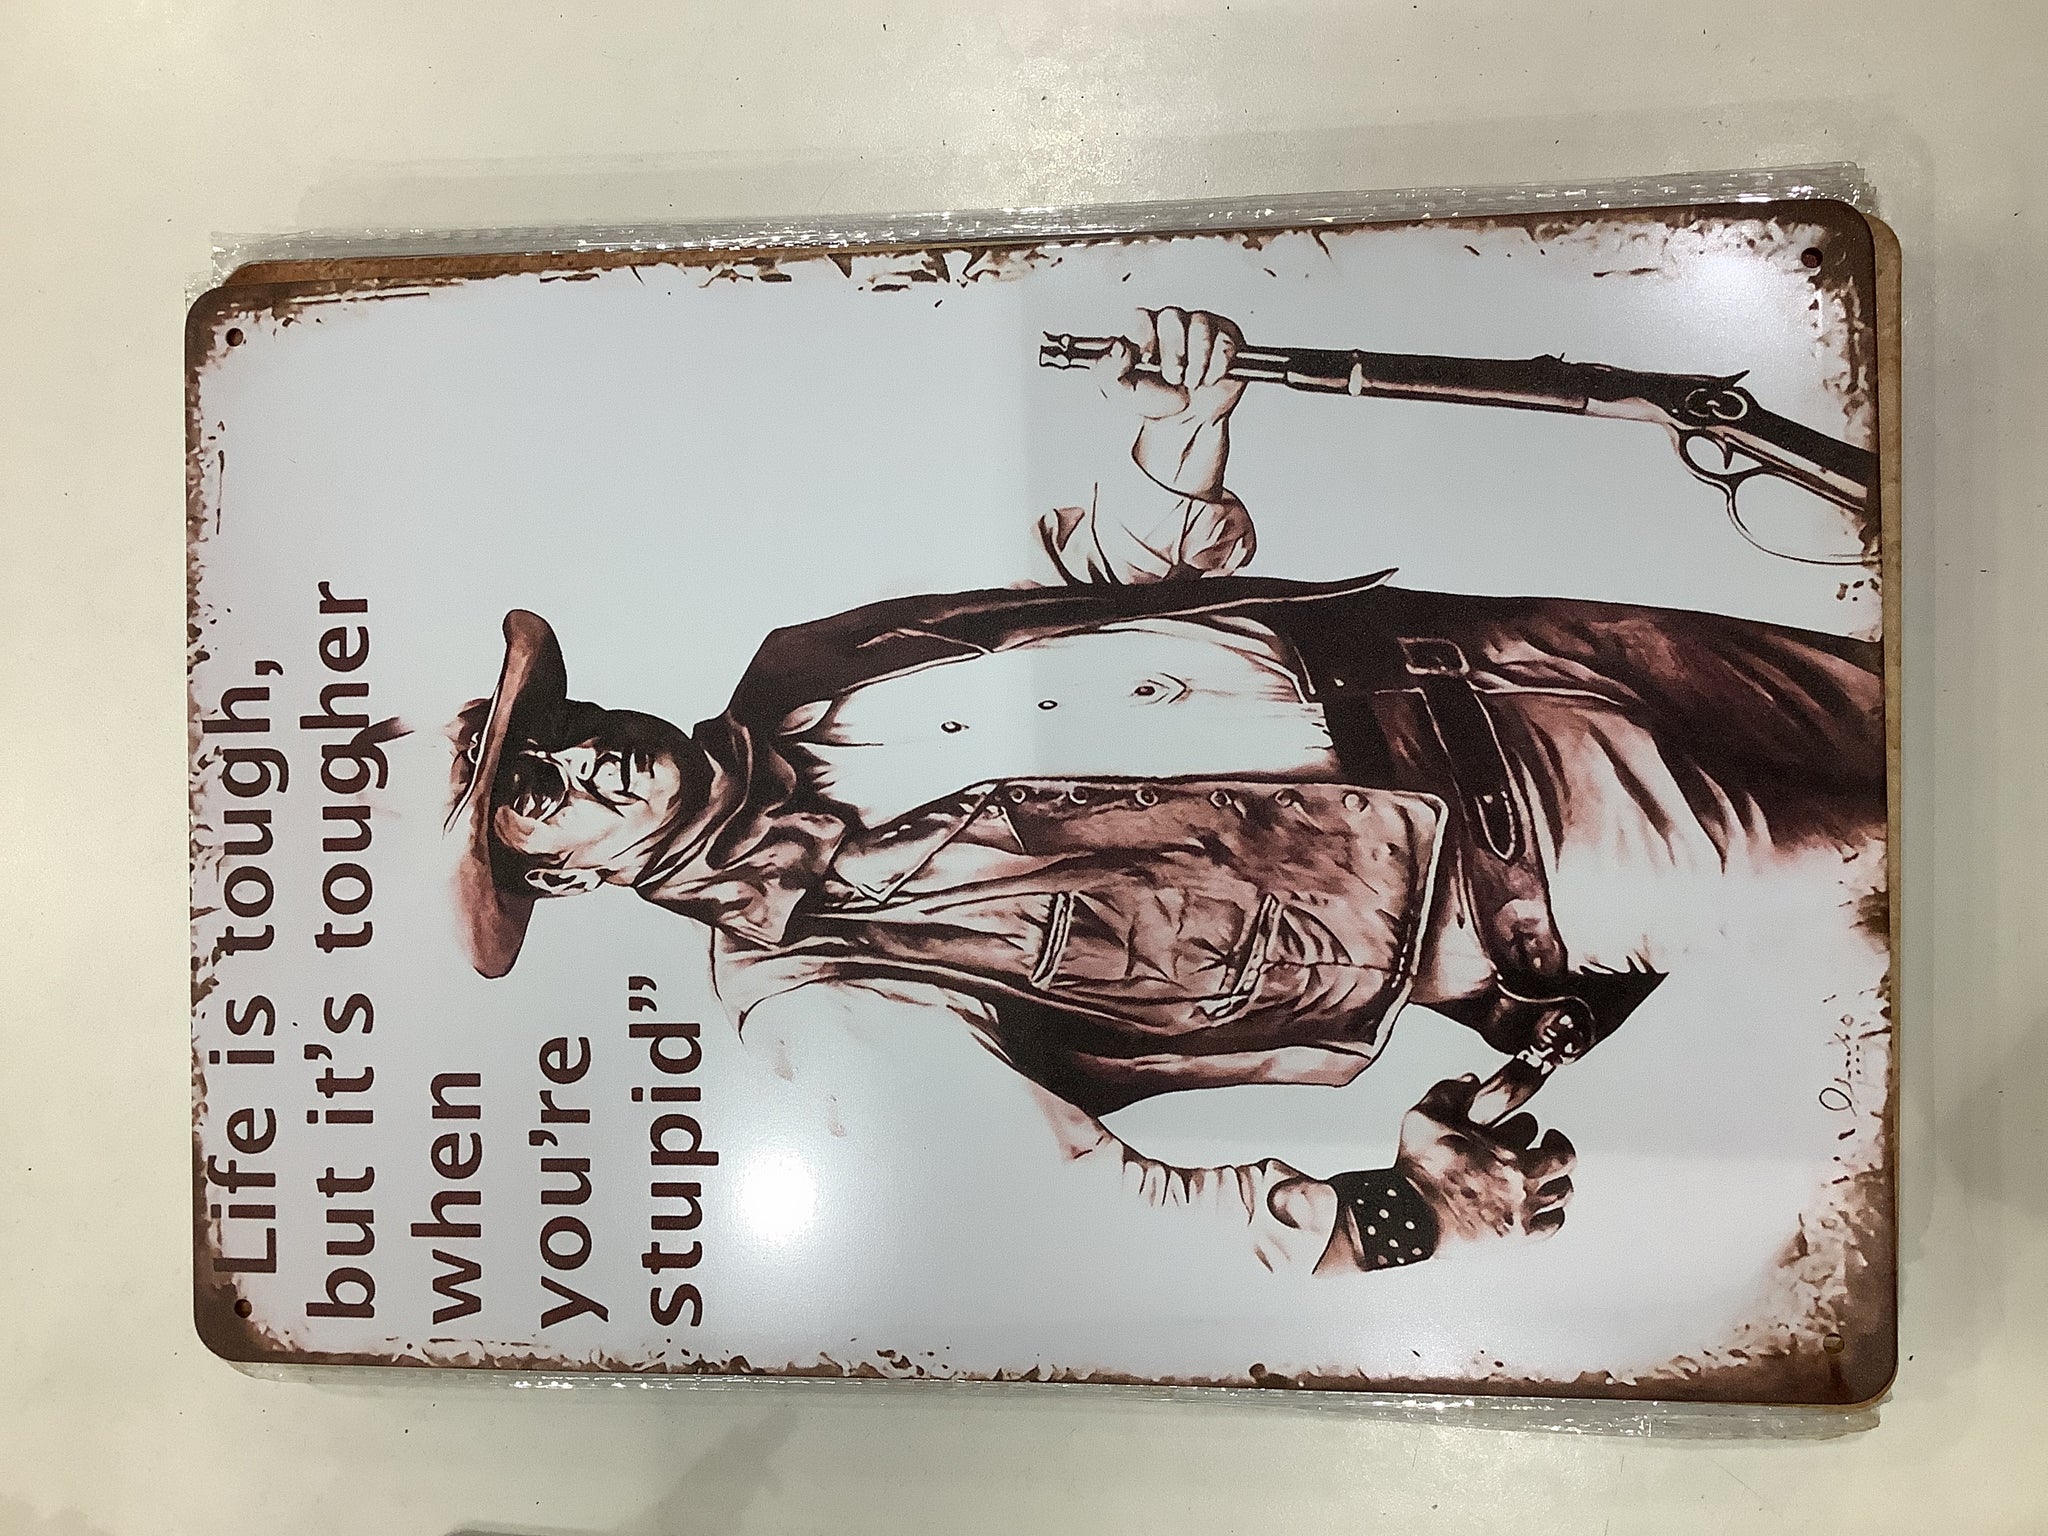 Life is tough,
but it's tougher
when
you're
stupid”